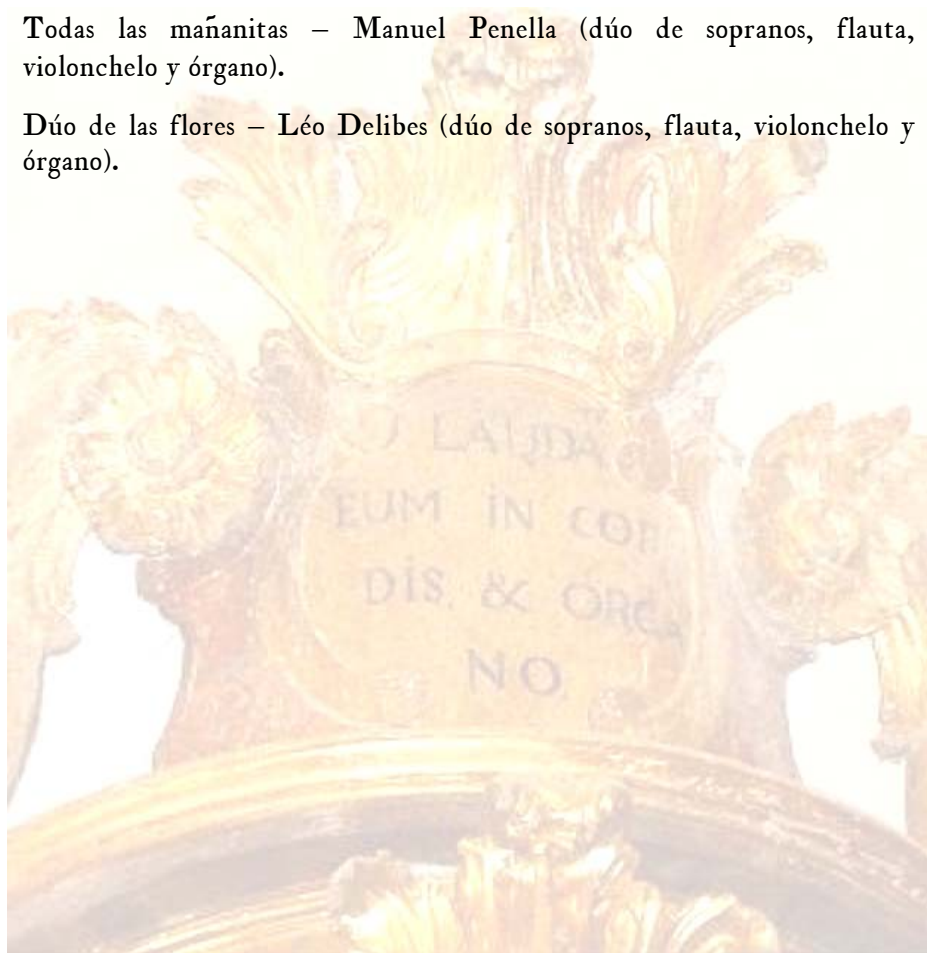 Todas las mañanitas – Manuel Penella (dúo de sopranos, flauta,
violonchelo y órgano).
Dúo de las flores – Léo Delibes (dúo de sopranos, flauta, violonchelo y
órgano).
LAUDA
EUM IN COR
DIS, & ORGA
NO